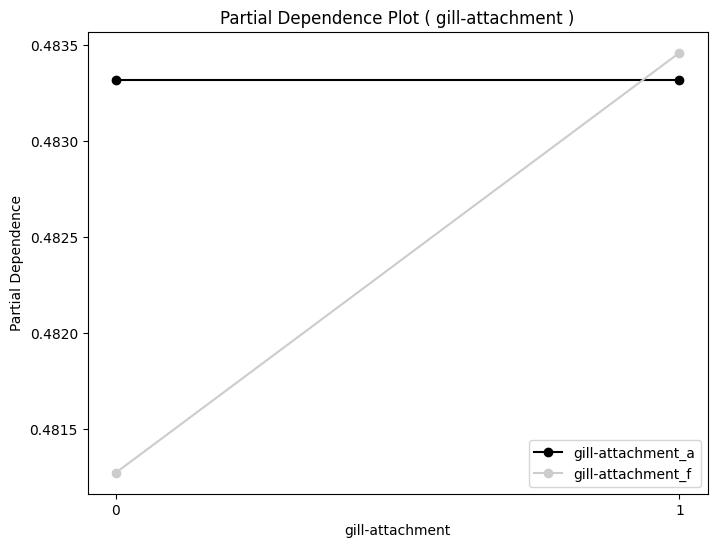 Partial Dependence Plot ( gill-attachment )
0.4835
0.4830
0.4825
0.4820
0.4815
Partial Dependence
0
1
gill-attachment
gill-attachment_a
gill-attachment_f